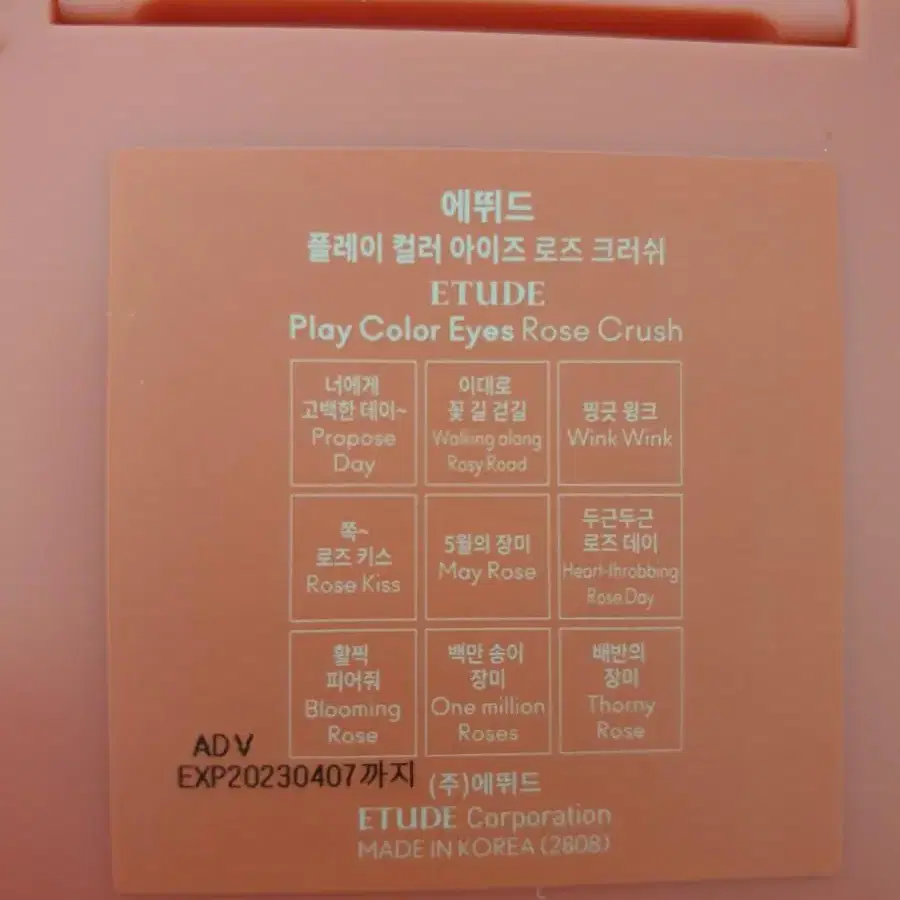 에뛰드
플레이 컬러 아이즈 로즈 크러쉬
ETUDE
Play Color Eyes Rose Crush
너에게
고백한 데이~
Propose
Day
이대로
꽃 길 걷길
Walking along
Rosy Road
찡긋 윙크
Wink Wink
쪽~
로즈 키스
Rose Kiss
5월의 장미
May Rose
두근두근
로즈 데이
Heart-throbbing
Rose Day
활짝
피어줘
Blooming
Rose
백만 송이
장미
One million
Roses
배반의
장미
Thorny
Rose
ADV
EXP20230407까지
(주)에뛰드
ETUDE Corporation
MADE IN KOREA (2808)